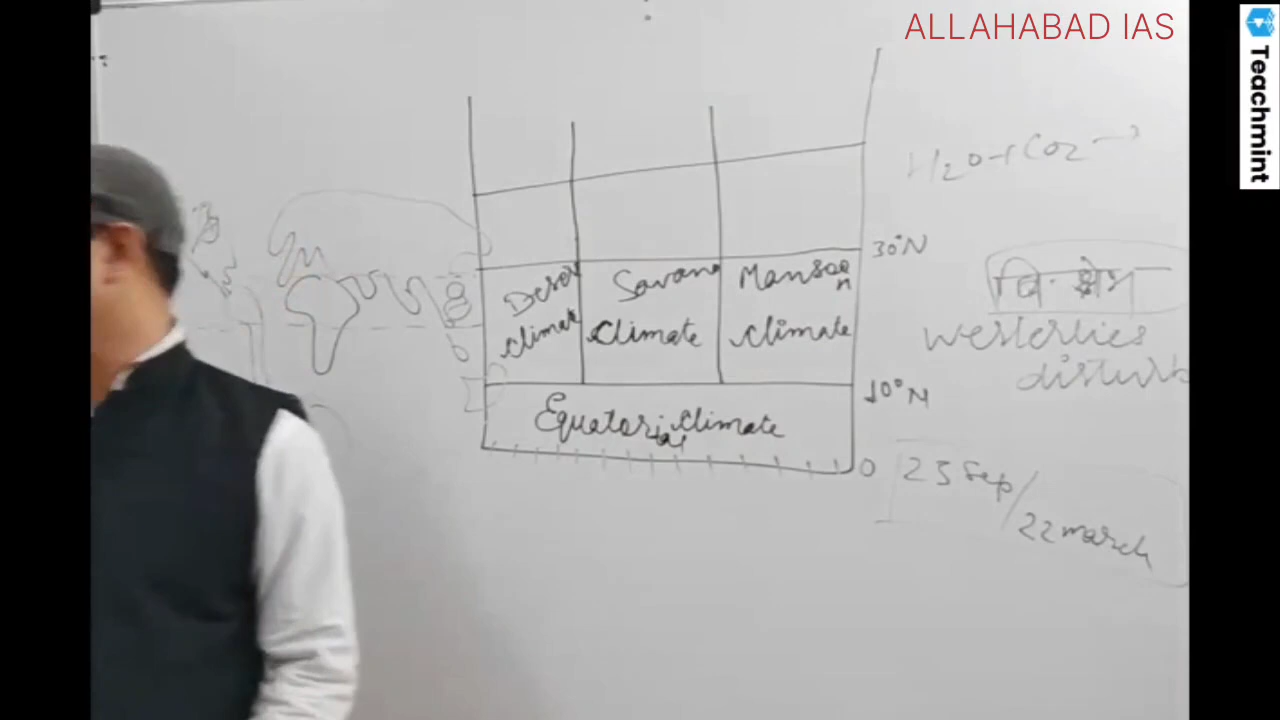 ALLAHABAD IAS
Teachmint
H₂O + CO₂ →
30°N
Desert
climate
Savana
climate
Mansoon
climate
westerlies
disturb
10°N
Equatorial climate
0
23 Sep/
22 march